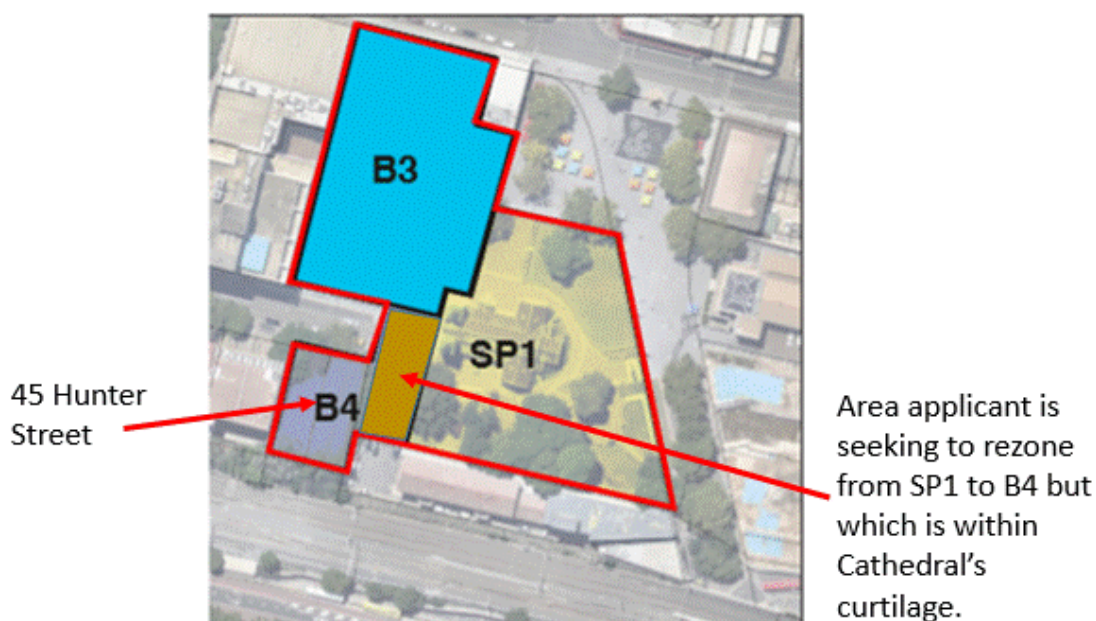 B3
SP1
B4
45 Hunter
Street
Area applicant is
seeking to rezone
from SP1 to B4 but
which is within
Cathedral's
curtilage.